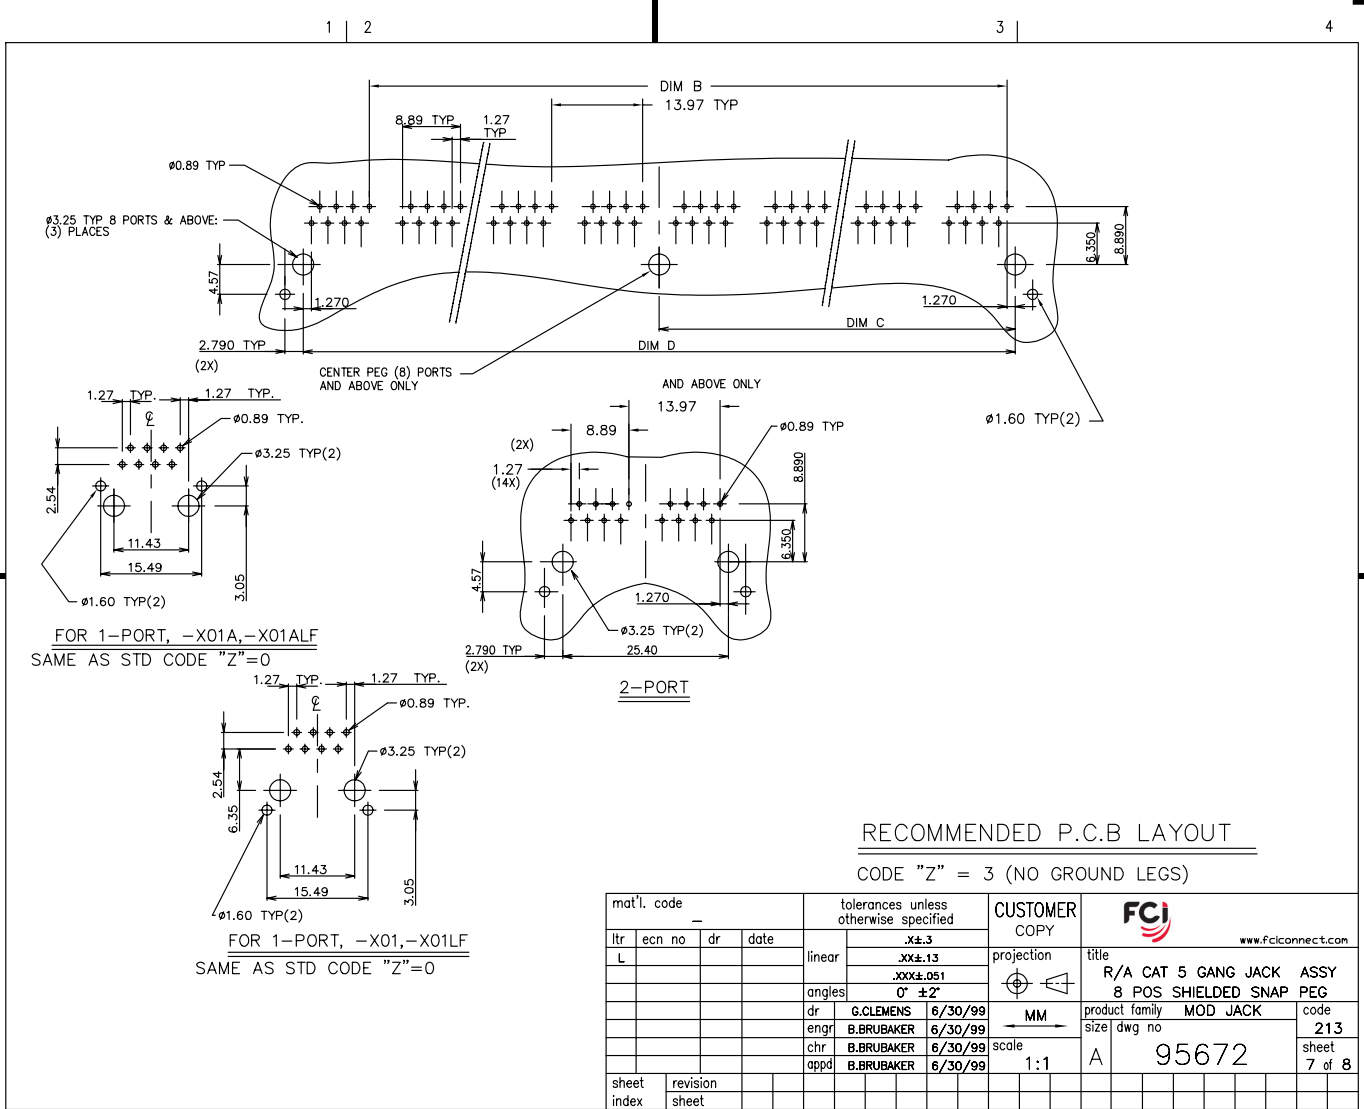 1 2 3 4
DIM B
13.97 TYP
8.89 TYP 1.27
TYP
ø0.89 TYP
ø3.25 TYP 8 PORTS & ABOVE:
(3) PLACES
4.57
1.270
6.350
8.890
1.270
DIM C
2.790 TYP
(2X)
DIM D
CENTER PEG (8) PORTS
AND ABOVE ONLY
ø1.60 TYP(2)
1.27 TYP. 1.27 TYP.
℄
ø0.89 TYP.
ø3.25 TYP(2)
2.54
11.43
15.49
3.05
ø1.60 TYP(2)
FOR 1-PORT, -X01A,-X01ALF
SAME AS STD CODE "Z"=0
AND ABOVE ONLY
13.97
8.89
ø0.89 TYP
(2X)
1.27
(14X)
8.890
6.350
4.57
1.270
ø3.25 TYP(2)
2.790 TYP
(2X)
25.40
2-PORT
1.27 TYP. 1.27 TYP.
℄
ø0.89 TYP.
ø3.25 TYP(2)
2.54
6.35
11.43
15.49
3.05
ø1.60 TYP(2)
FOR 1-PORT, -X01,-X01LF
SAME AS STD CODE "Z"=0
RECOMMENDED P.C.B LAYOUT
CODE "Z" = 3 (NO GROUND LEGS)
mat'l. code
—
ltr ecn no dr date
L
tolerances unless
otherwise specified
linear
.X±.3
.XX±.13
.XXX±.051
angles 0° ±2°
dr G.CLEMENS 6/30/99
engr B.BRUBAKER 6/30/99
chr B.BRUBAKER 6/30/99
appd B.BRUBAKER 6/30/99
CUSTOMER
COPY
projection
MM
scale
1:1
FCi
www.fciconnect.com
title
R/A CAT 5 GANG JACK ASSY
8 POS SHIELDED SNAP PEG
product family MOD JACK
code
213
size dwg no
A 95672
sheet
7 of 8
sheet revision
index sheet